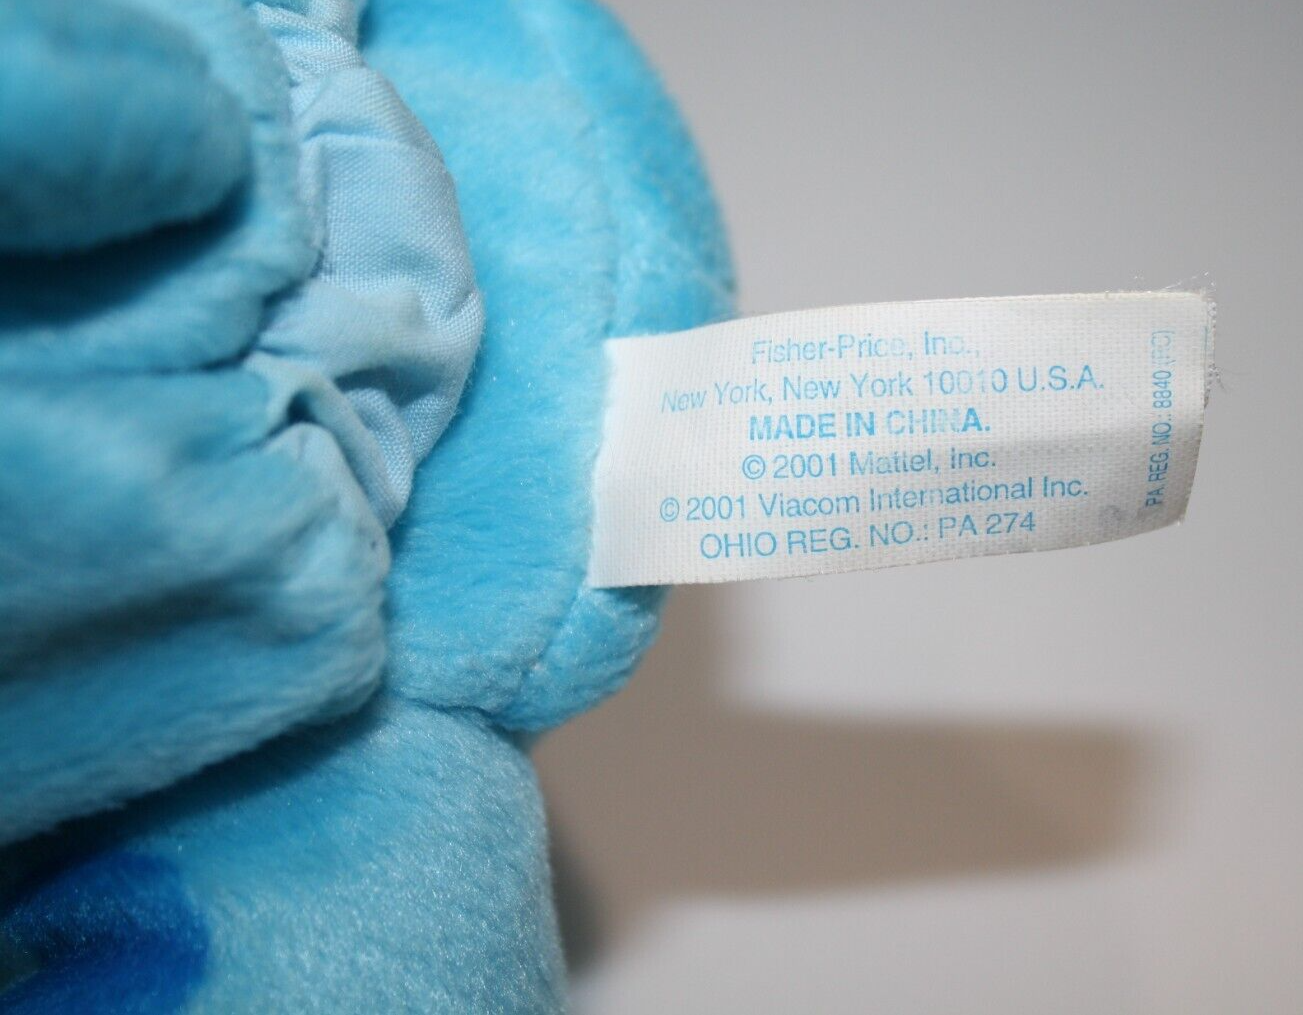 Fisher-Price, Inc.,
New York, New York 10010 U.S.A.
MADE IN CHINA.
© 2001 Mattel, Inc.
© 2001 Viacom International Inc.
OHIO REG. NO.: PA 274
PA REG. NO.: 8840 (RC)